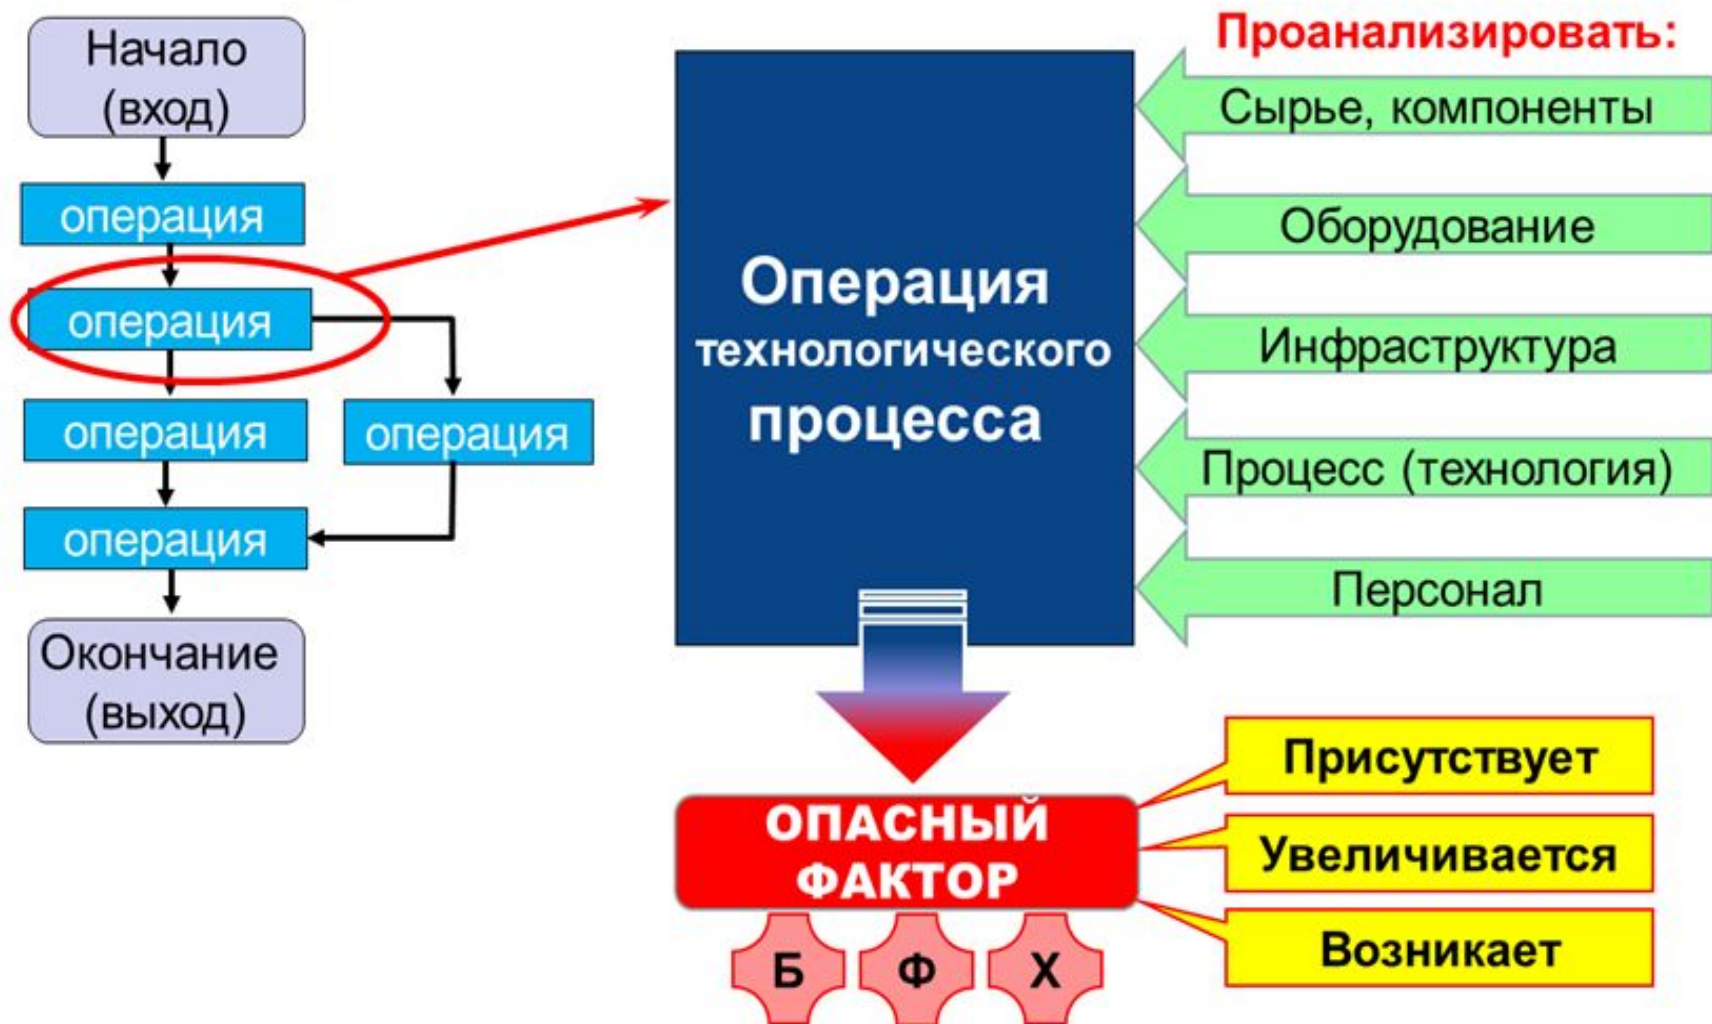 Начало
(вход)
операция
операция
операция
операция
операция
Окончание
(выход)
Операция
технологического
процесса
Проанализировать:
Сырье, компоненты
Оборудование
Инфраструктура
Процесс (технология)
Персонал
ОПАСНЫЙ
ФАКТОР
Б
Ф
Х
Присутствует
Увеличивается
Возникает